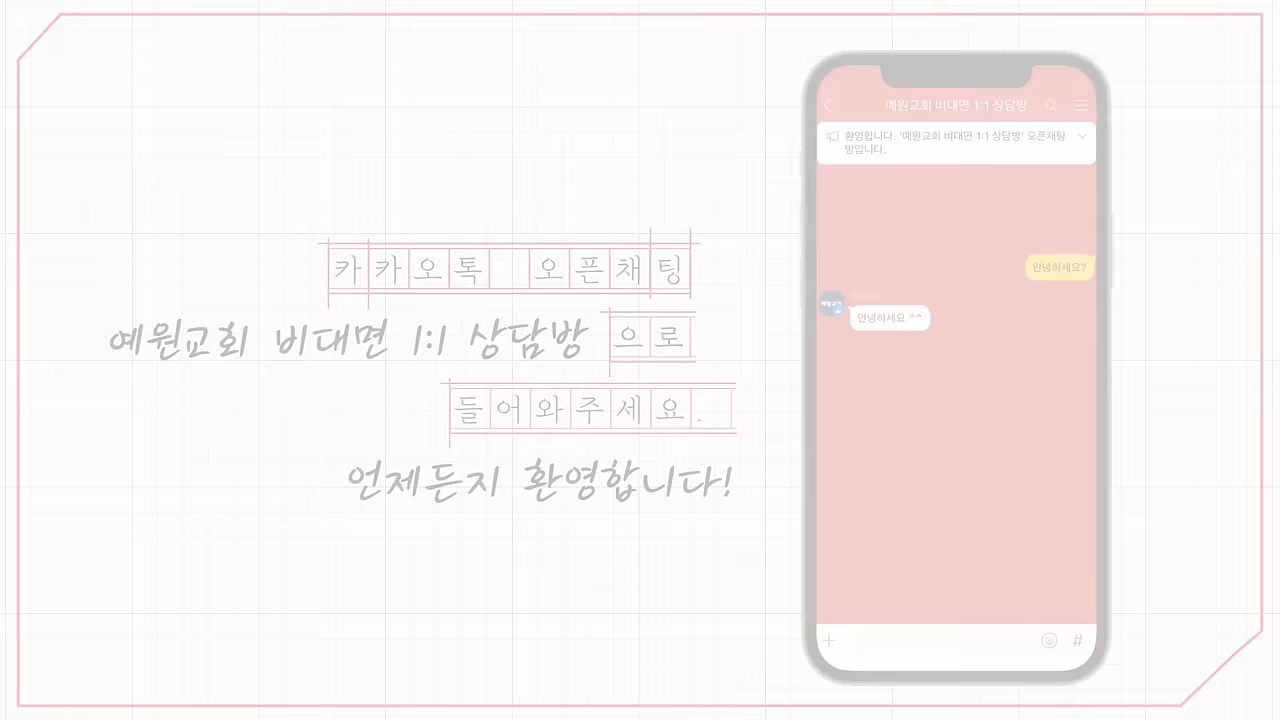 카카오톡 오픈채팅
예원교회 비대면 1:1 상담방 으로
들어와주세요.
언제든지 환영합니다!
예원교회 비대면 1:1 상담방
환영합니다. '예원교회 비대면 1:1 상담방' 오픈채팅
방입니다.
안녕하세요?
예원교회
안녕하세요 ^^
#